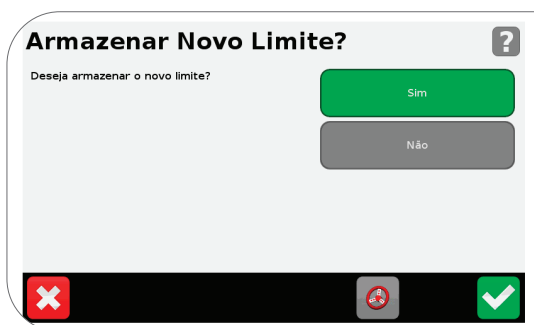 Armazenar Novo Limite?
?
Deseja armazenar o novo limite?
Sim
Não